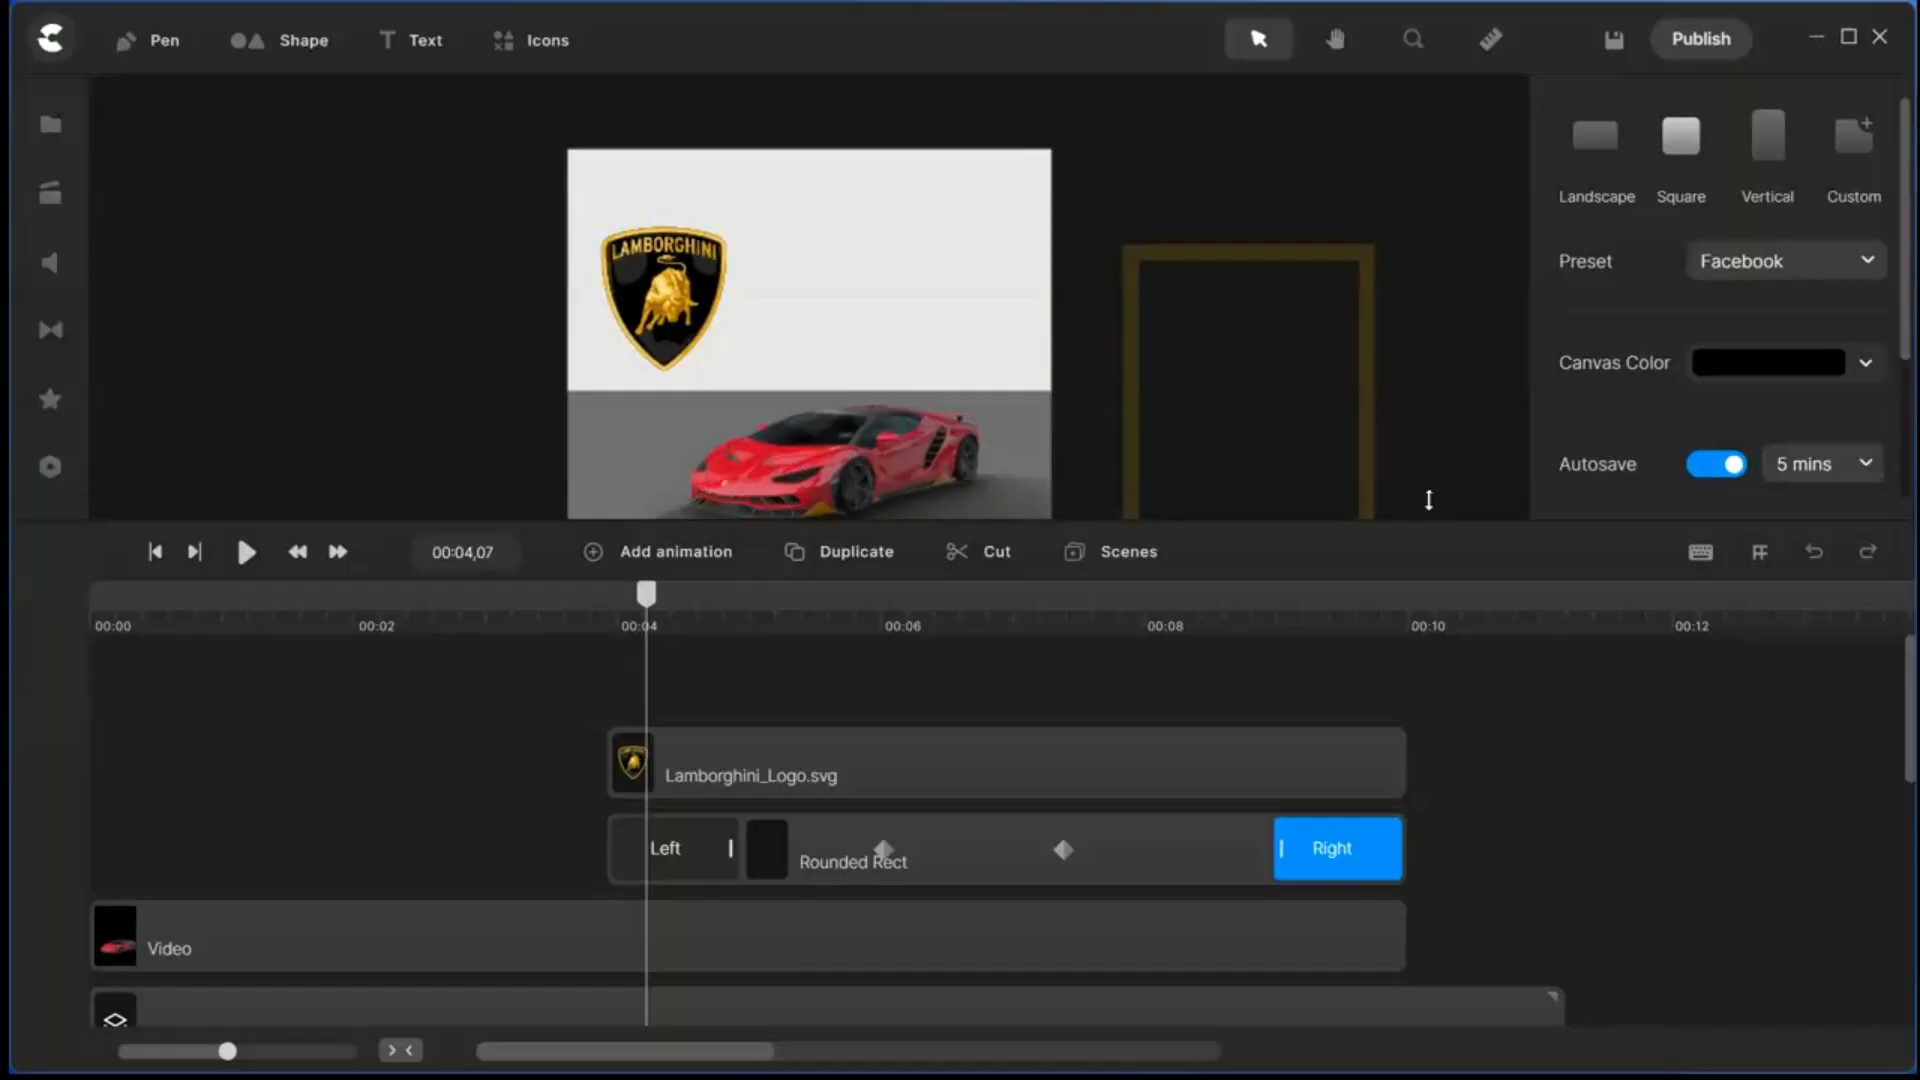 Pen
Shape
Text
Icons
Publish
Landscape
Square
Vertical
Custom
LAMBORGHINI
Preset
Facebook
Canvas Color
Autosave
5 mins
00:04,07
Add animation
Duplicate
Cut
Scenes
00:00
00:02
00:04
00:06
00:08
00:10
00:12
Lamborghini_Logo.svg
Left
Rounded Rect
Right
Video